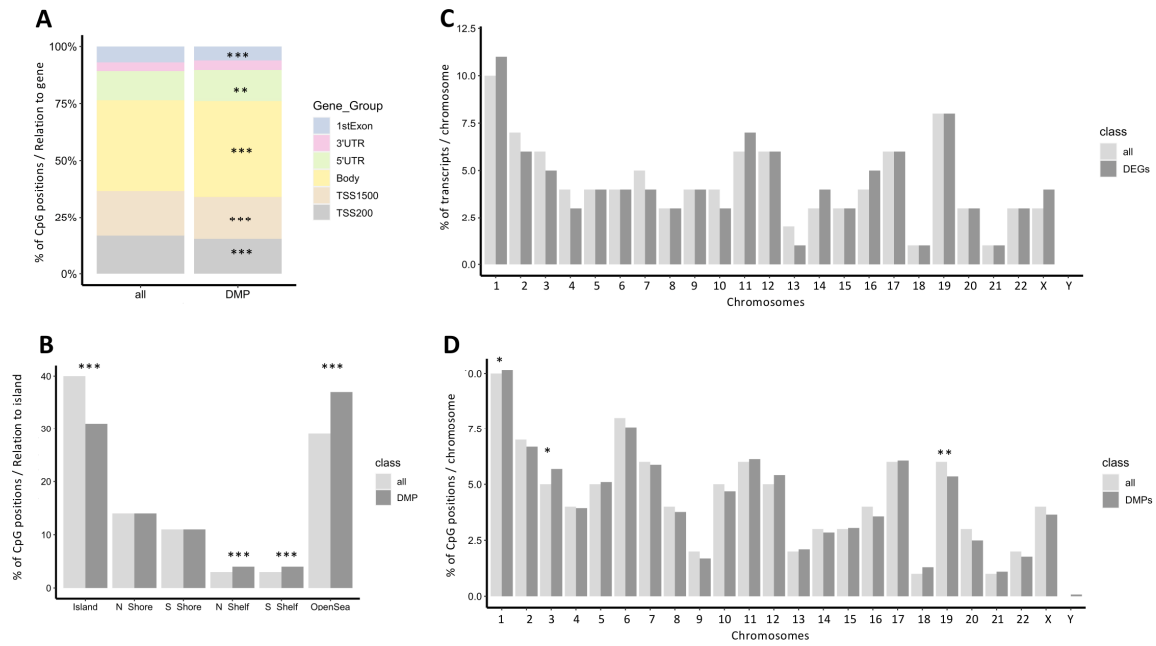 A
% of CpG positions / Relation to gene
100%
75%
50%
25%
0%
***
**
***
***
***
all
DMP
Gene_Group
1stExon
3'UTR
5'UTR
Body
TSS1500
TSS200
C
% of transcripts / chromosome
12.5
10.0
7.5
5.0
2.5
0.0
1 2 3 4 5 6 7 8 9 10 11 12 13 14 15 16 17 18 19 20 21 22 X Y
Chromosomes
class
all
DEGs
B
% of CpG positions / Relation to island
40
30
20
10
0
***
***
***
***
Island N Shore S Shore N Shelf S Shelf OpenSea
class
all
DMP
D
% of CpG positions / chromosome
0.0
7.5
5.0
2.5
0.0
*
*
**
1 2 3 4 5 6 7 8 9 10 11 12 13 14 15 16 17 18 19 20 21 22 X Y
Chromosomes
class
all
DMPs